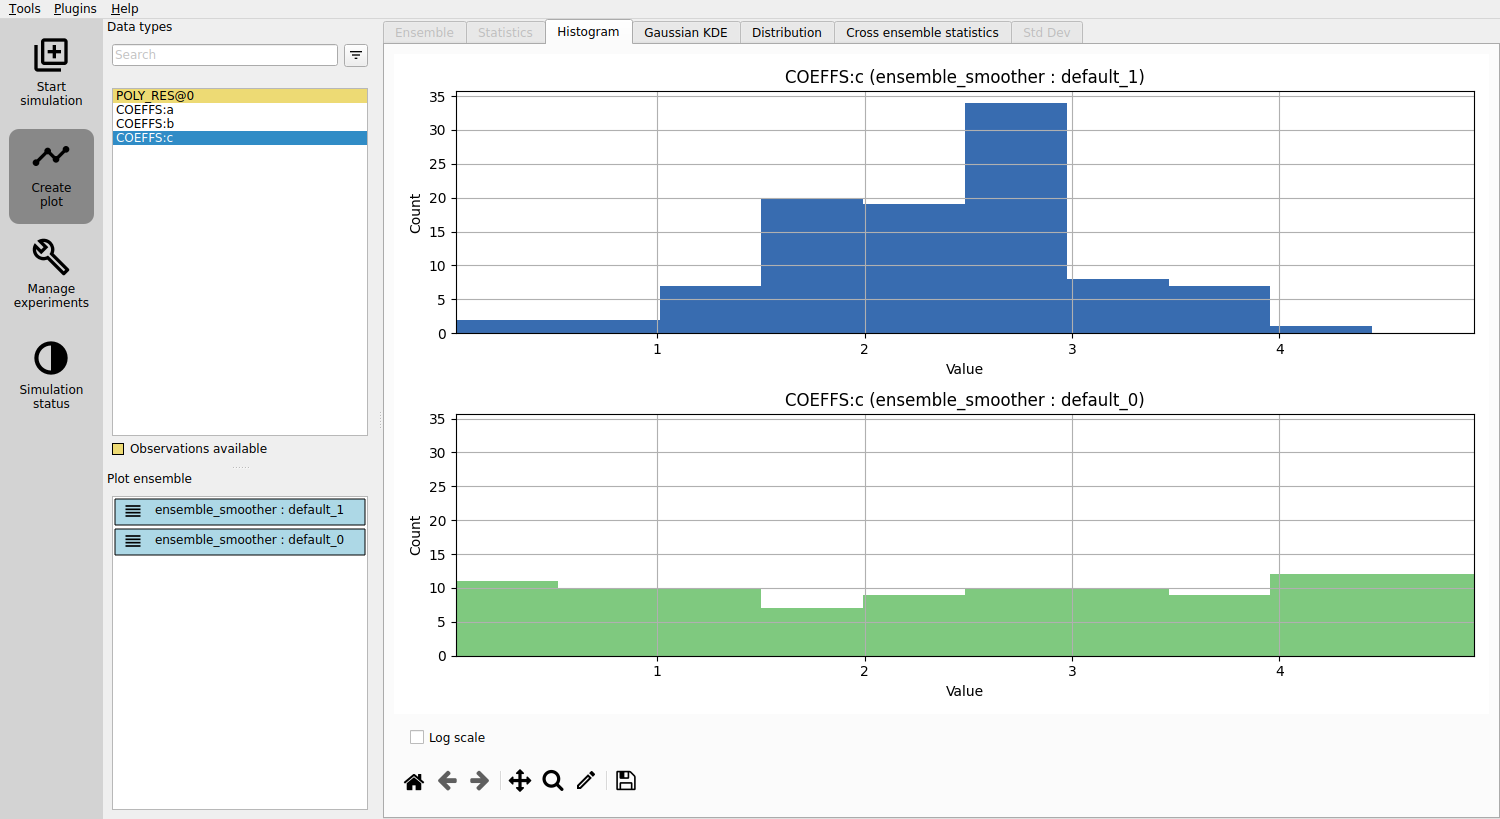 Tools Plugins Help
Start
simulation
Create
plot
Manage
experiments
Simulation
status
Data types
Search
POLY_RES@0
COEFFS:a
COEFFS:b
COEFFS:c
Observations available
Plot ensemble
ensemble_smoother : default_1
ensemble_smoother : default_0
Ensemble Statistics Histogram Gaussian KDE Distribution Cross ensemble statistics Std Dev
COEFFS:c (ensemble_smoother : default_1)
35
30
25
20
15
10
5
0
Count
1 2 3 4
Value
COEFFS:c (ensemble_smoother : default_0)
35
30
25
20
15
10
5
0
Count
1 2 3 4
Value
Log scale